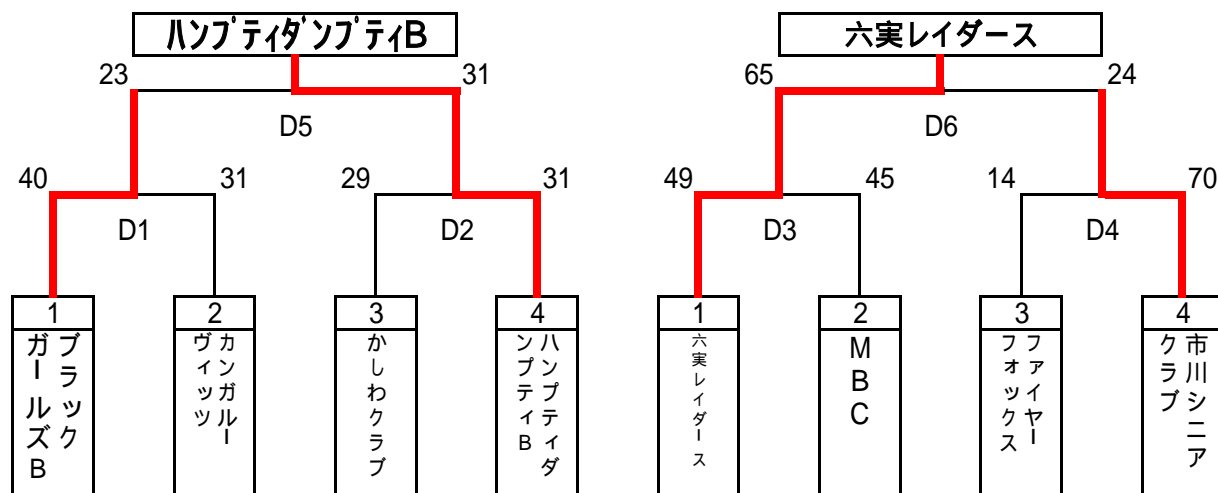 ハンプティダンプティB
六実レイダース
23
31
65
24
D5
D6
40
31
29
31
49
45
14
70
D1
D2
D3
D4
1
2
3
4
1
2
3
4
ブラック
ガールズB
カンガルー
ヴィッツ
かしわクラブ
ハンプティダ
ンプティB
六実レイダース
MBC
ファイヤー
フォックス
市川シニア
クラブ